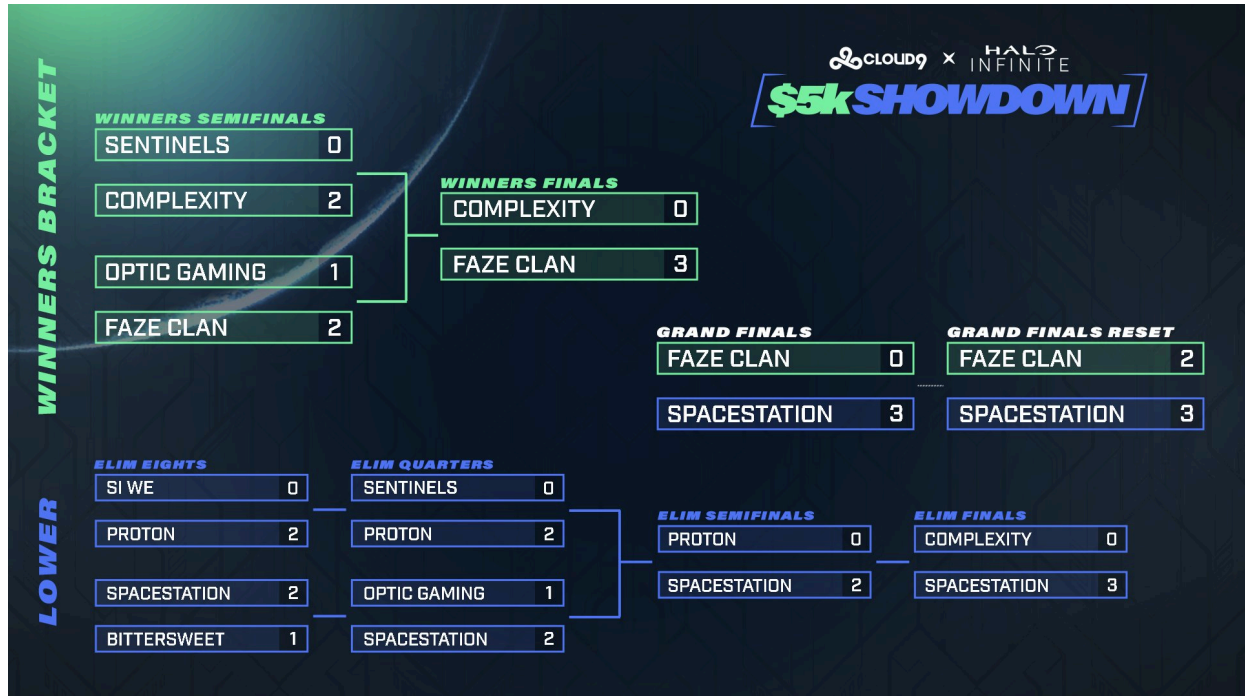 CLOUD9 × HALO INFINITE
$5k SHOWDOWN
WINNERS BRACKET
WINNERS SEMIFINALS
SENTINELS 0
COMPLEXITY 2
OPTIC GAMING 1
FAZE CLAN 2
WINNERS FINALS
COMPLEXITY 0
FAZE CLAN 3
GRAND FINALS
FAZE CLAN 0
SPACESTATION 3
GRAND FINALS RESET
FAZE CLAN 2
SPACESTATION 3
LOWER
ELIM EIGHTS
SI WE 0
PROTON 2
SPACESTATION 2
BITTERSWEET 1
ELIM QUARTERS
SENTINELS 0
PROTON 2
OPTIC GAMING 1
SPACESTATION 2
ELIM SEMIFINALS
PROTON 0
SPACESTATION 2
ELIM FINALS
COMPLEXITY 0
SPACESTATION 3